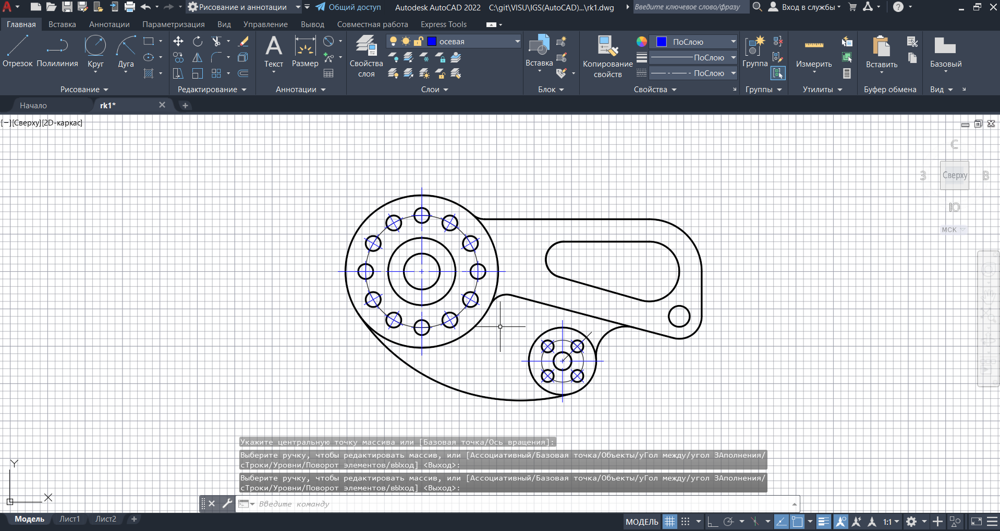 Рисование и аннотации
Общий доступ
Autodesk AutoCAD 2022
C:\git\VISU\IGS(AutoCAD)...\rk1.dwg
Введите ключевое слово/фразу
Вход в службы
Главная
Вставка
Аннотации
Параметризация
Вид
Управление
Вывод
Совместная работа
Express Tools
Отрезок
Полилиния
Круг
Дуга
Рисование
Редактирование
Текст
Размер
Аннотации
Свойства
слоя
осевая
Слои
Вставка
Блок
Копирование
свойств
ПоСлою
ПоСлою
ПоСлою
Свойства
Группа
Группы
Измерить
Утилиты
Вставить
Буфер обмена
Базовый
Вид
Начало
rk1*
[−][Сверху][2D-каркас]
С
З
Сверху
В
Ю
МСК
Укажите центральную точку массива или [Базовая точка/Ось вращения]:
Выберите ручку, чтобы редактировать массив, или [Ассоциативный/Базовая точка/Объекты/уГол между/угол ЗАполнения/
сТроки/Уровни/Поворот элементов/вЫход] <Выход>:
Выберите ручку, чтобы редактировать массив, или [Ассоциативный/Базовая точка/Объекты/уГол между/угол ЗАполнения/
сТроки/Уровни/Поворот элементов/вЫход] <Выход>:
Y
X
Введите команду
Модель
Лист1
Лист2
МОДЕЛЬ
1:1